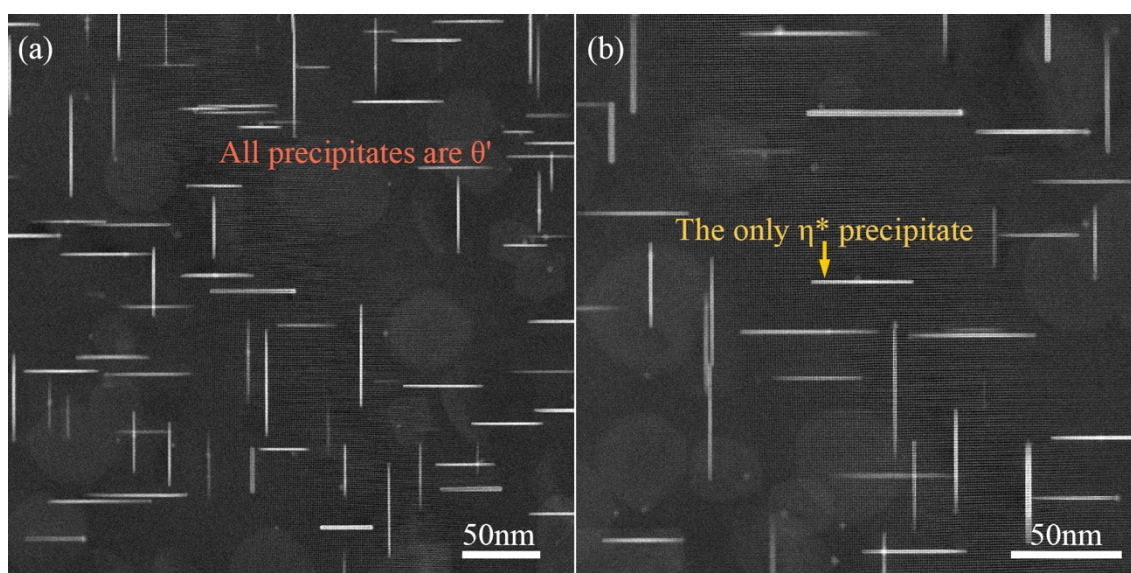 (a)
All precipitates are θ'
50nm
(b)
The only η* precipitate
50nm